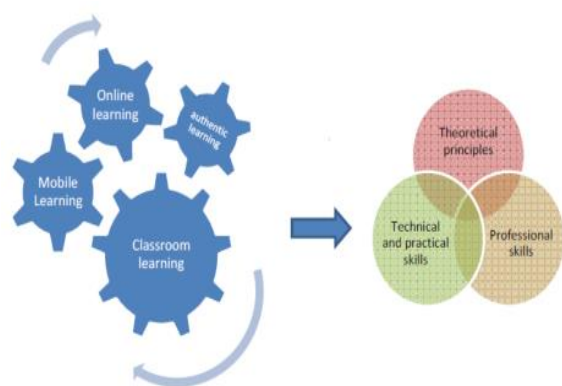 Online
learning
authentic
learning
Mobile
Learning
Classroom
learning
Theoretical
principles
Technical
and practical
skills
Professional
skills